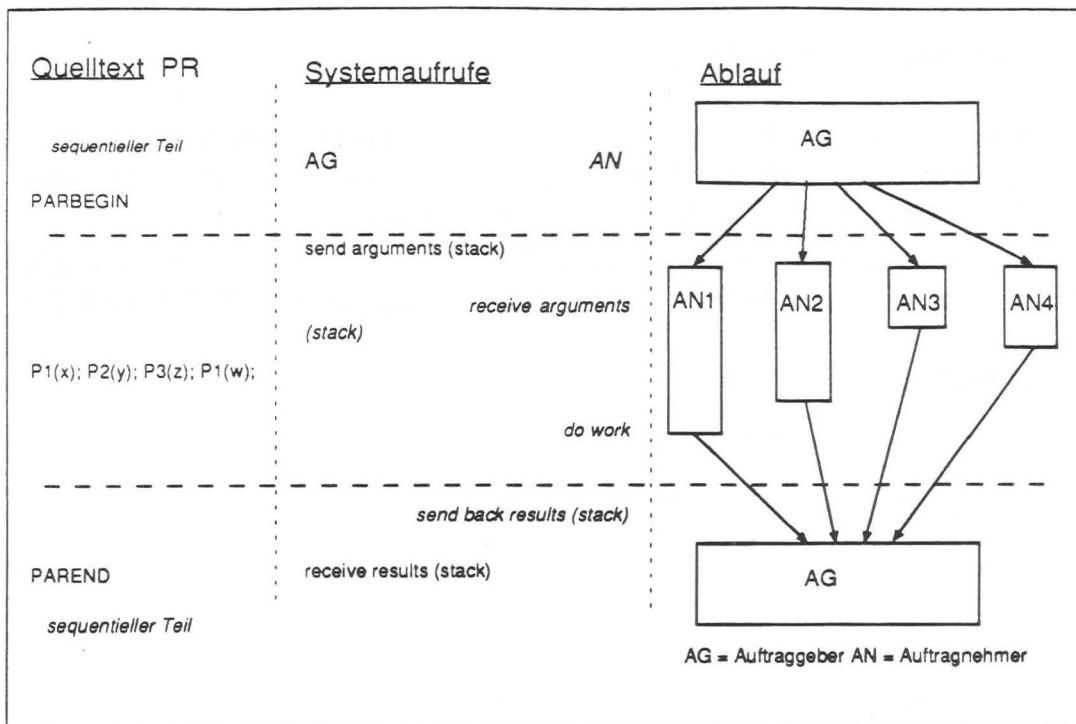 Quelltext PR
sequentieller Teil
PARBEGIN
P1(x); P2(y); P3(z); P1(w);
PAREND
sequentieller Teil
Systemaufrufe
AG AN
send arguments (stack)
receive arguments
(stack)
do work
send back results (stack)
receive results (stack)
Ablauf
AG
AN1 AN2 AN3 AN4
AG
AG = Auftraggeber AN = Auftragnehmer